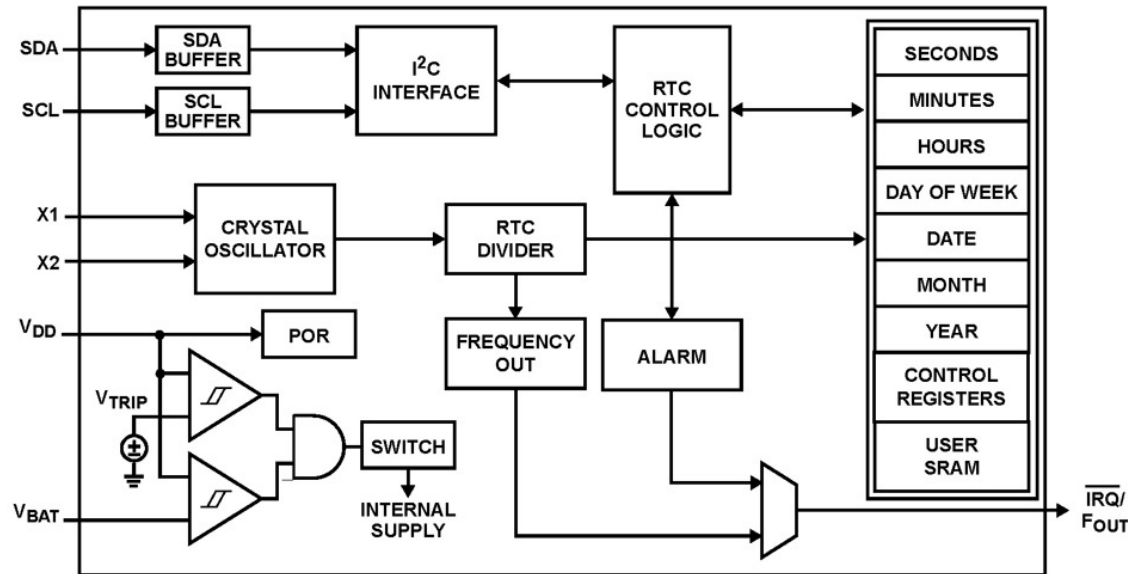 SDA
SDA
BUFFER
SCL
SCL
BUFFER
I²C
INTERFACE
RTC
CONTROL
LOGIC
SECONDS
MINUTES
HOURS
DAY OF WEEK
DATE
MONTH
YEAR
CONTROL
REGISTERS
USER
SRAM
X1
X2
CRYSTAL
OSCILLATOR
RTC
DIVIDER
FREQUENCY
OUT
ALARM
VDD
POR
VTRIP
VBAT
SWITCH
INTERNAL
SUPPLY
IRQ/
FOUT